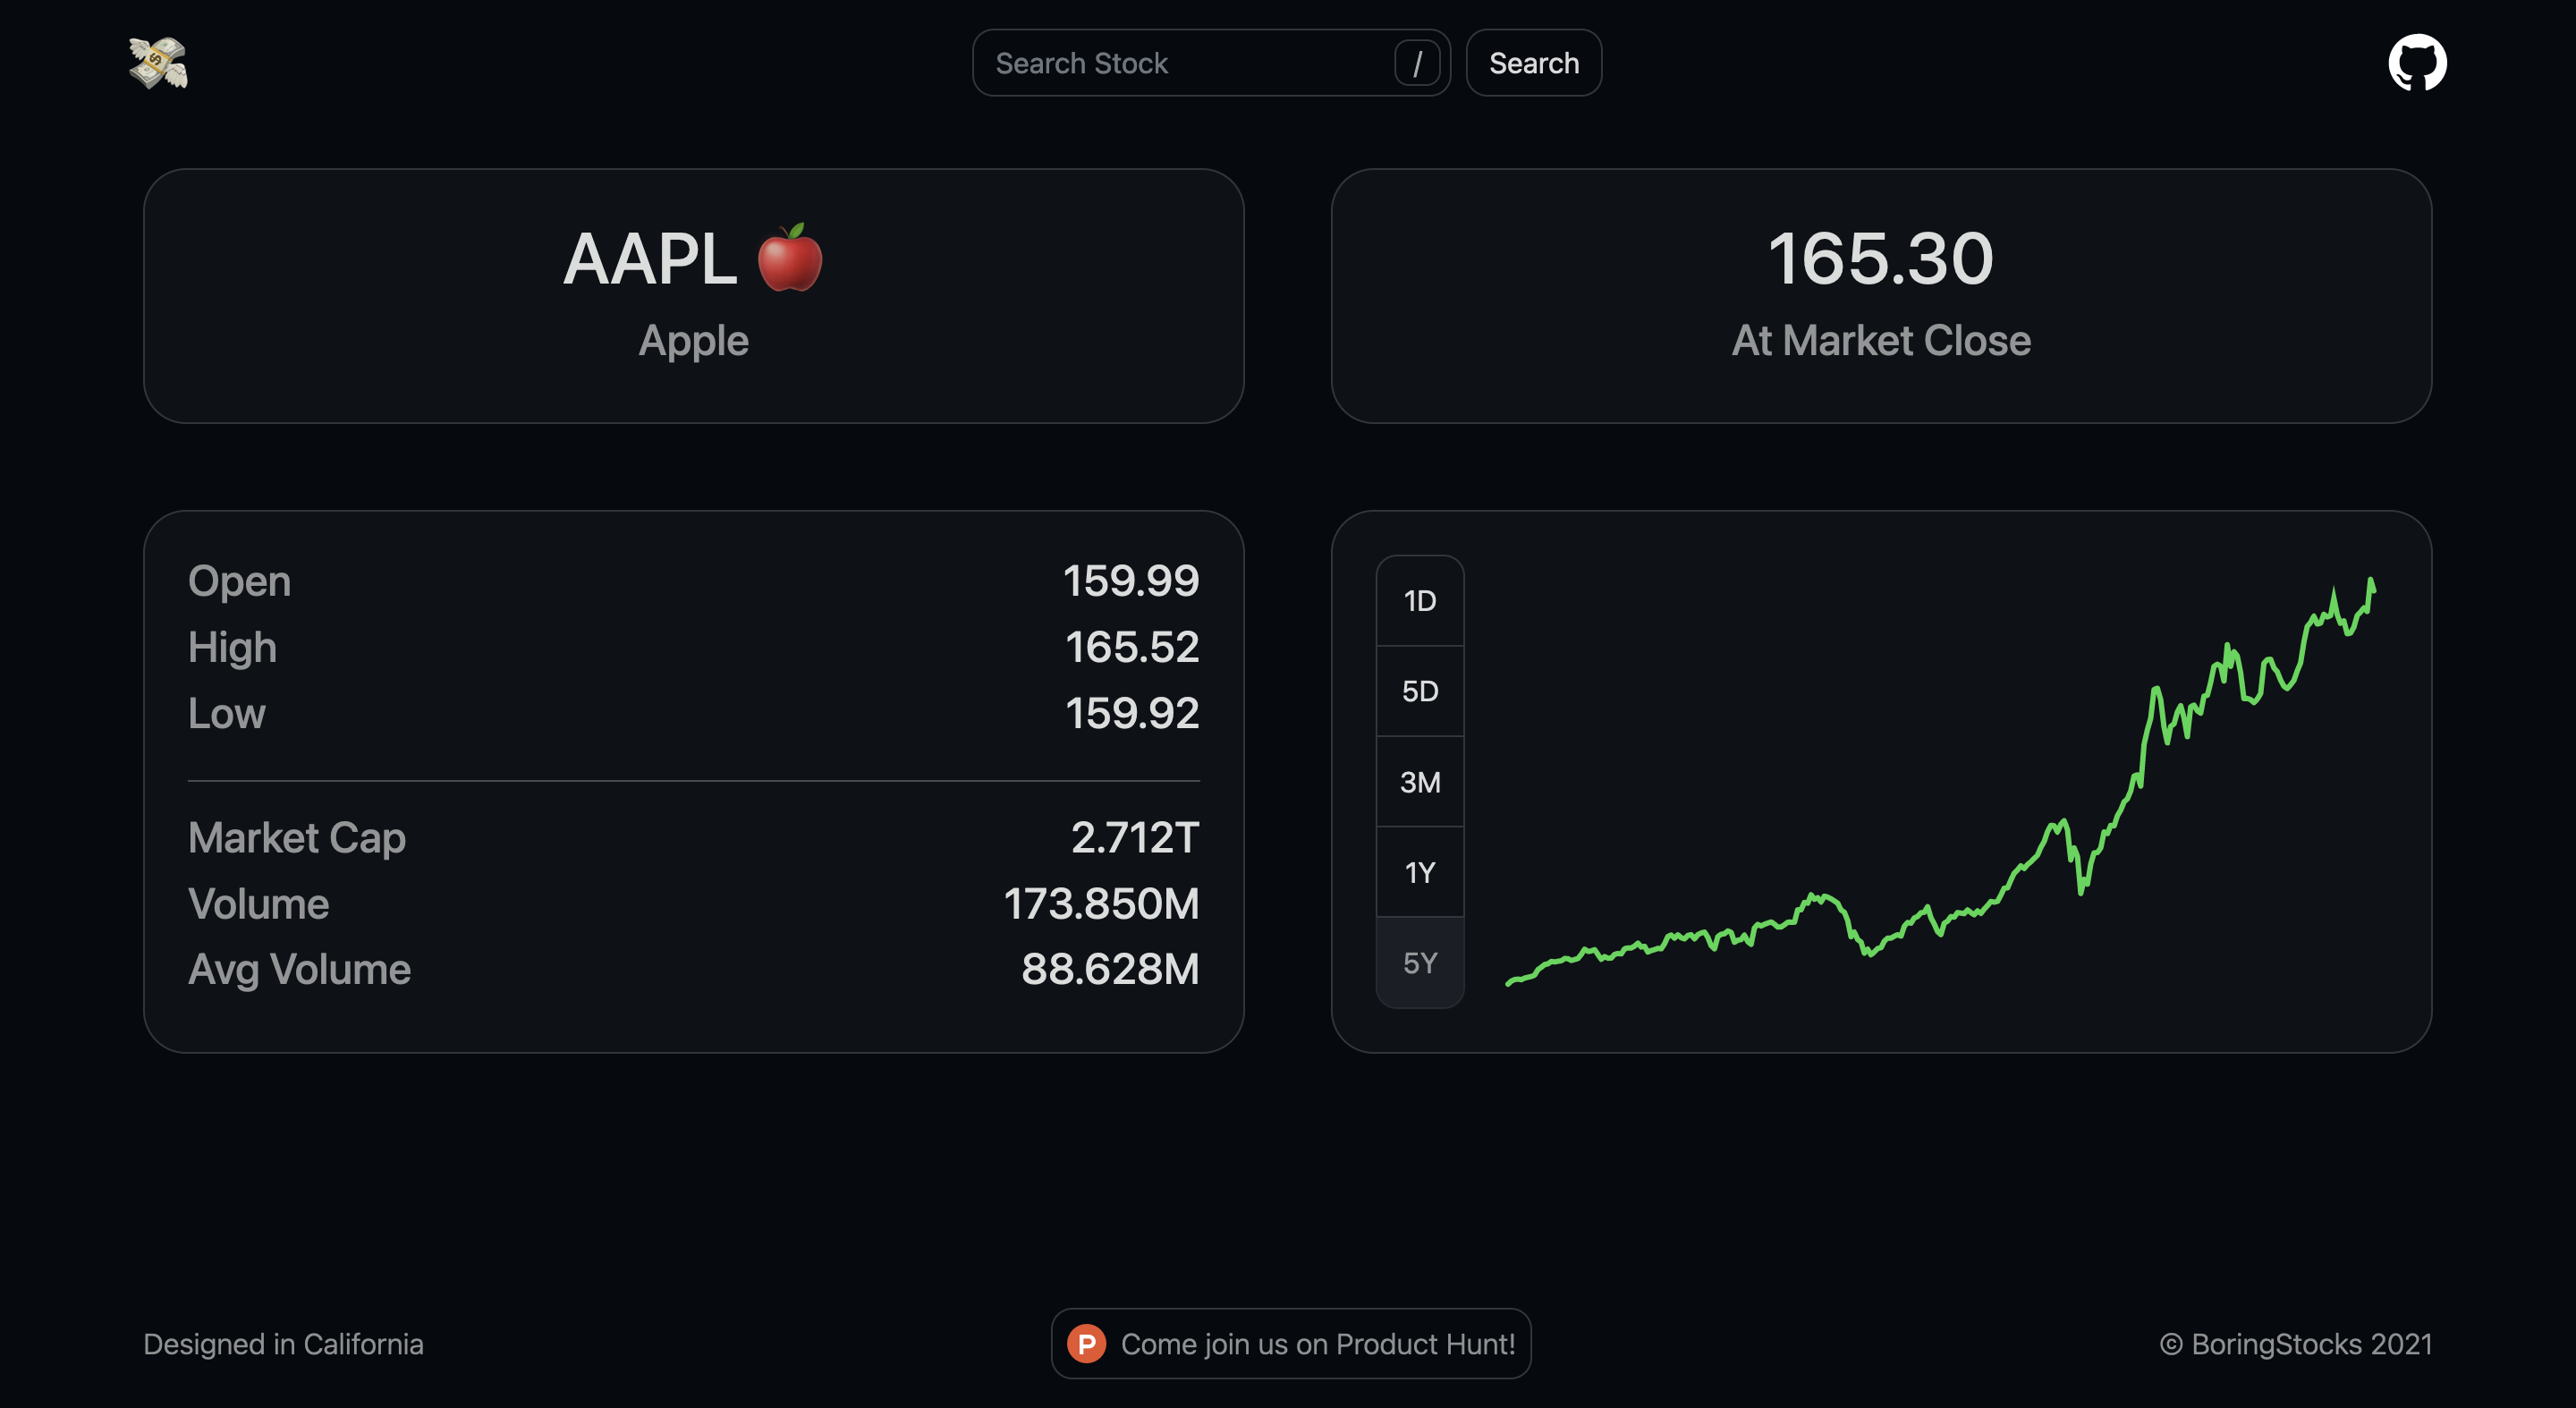 Search Stock /
Search
AAPL 🍎
Apple
165.30
At Market Close
Open 159.99
High 165.52
Low 159.92
Market Cap 2.712T
Volume 173.850M
Avg Volume 88.628M
1D
5D
3M
1Y
5Y
Designed in California
P Come join us on Product Hunt!
© BoringStocks 2021